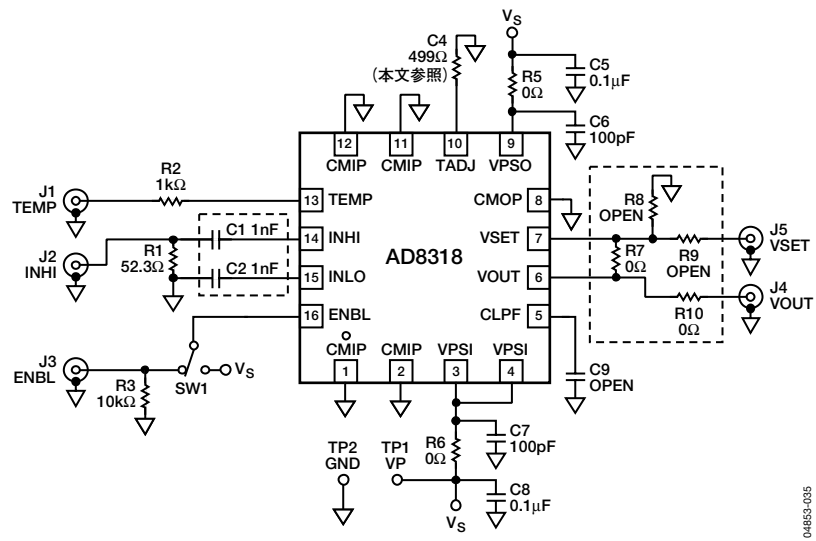 VS
C4
499Ω
(本文参照)
R5
0Ω
C5
0.1μF
C6
100pF
12
11
10
9
CMIP
CMIP
TADJ
VPSO
J1
TEMP
R2
1kΩ
13
TEMP
CMOP
8
R8
OPEN
J2
INHI
R1
52.3Ω
C1 1nF
14
INHI
AD8318
VSET
7
R7
0Ω
R9
OPEN
J5
VSET
C2 1nF
15
INLO
VOUT
6
R10
0Ω
J4
VOUT
16
ENBL
CLPF
5
J3
ENBL
R3
10kΩ
SW1
VS
CMIP
CMIP
VPSI
VPSI
1
2
3
4
C9
OPEN
TP2
GND
TP1
VP
R6
0Ω
C7
100pF
C8
0.1μF
VS
04853-035